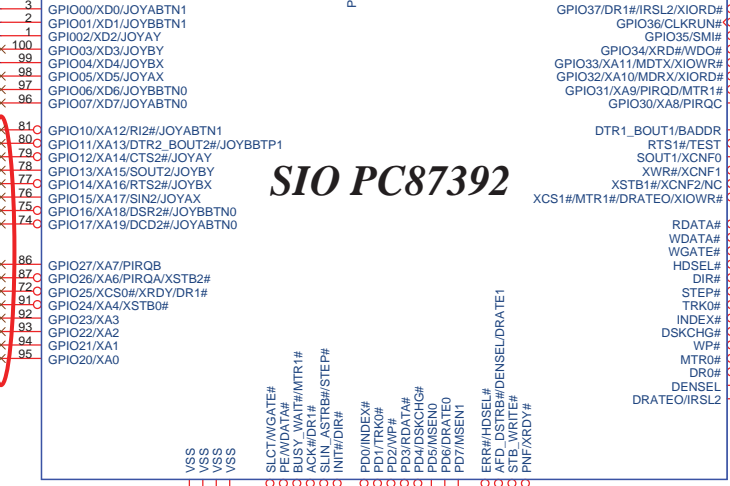 3 GPIO00/XD0/JOYABTN1
2 GPIO01/XD1/JOYBBTN1
1 GPI002/XD2/JOYAY
100 GPIO03/XD3/JOYBY
99 GPIO04/XD4/JOYBX
98 GPIO05/XD5/JOYAX
97 GPIO06/XD6/JOYBBTN0
96 GPIO07/XD7/JOYABTN0
81 GPIO10/XA12/RI2#/JOYABTN1
80 GPIO11/XA13/DTR2_BOUT2#/JOYBBTP1
79 GPIO12/XA14/CTS2#/JOYAY
78 GPIO13/XA15/SOUT2/JOYBY
77 GPIO14/XA16/RTS2#/JOYBX
76 GPIO15/XA17/SIN2/JOYAX
75 GPIO16/XA18/DSR2#/JOYBBTN0
74 GPIO17/XA19/DCD2#/JOYABTN0
86 GPIO27/XA7/PIRQB
87 GPIO26/XA6/PIRQA/XSTB2#
72 GPIO25/XCS0#/XRDY/DR1#
91 GPIO24/XA4/XSTB0#
92 GPIO23/XA3
93 GPIO22/XA2
94 GPIO21/XA1
95 GPIO20/XA0
P
SIO PC87392
GPIO37/DR1#/IRSL2/XIORD#
GPIO36/CLKRUN#
GPIO35/SMI#
GPIO34/XRD#/WDO#
GPIO33/XA11/MDTX/XIOWR#
GPIO32/XA10/MDRX/XIORD#
GPIO31/XA9/PIRQD/MTR1#
GPIO30/XA8/PIRQC
DTR1_BOUT1/BADDR
RTS1#/TEST
SOUT1/XCNF0
XWR#/XCNF1
XSTB1#/XCNF2/NC
XCS1#/MTR1#/DRATEO/XIOWR#
RDATA#
WDATA#
WGATE#
HDSEL#
DIR#
STEP#
TRK0#
INDEX#
DSKCHG#
WP#
MTR0#
DR0#
DENSEL
DRATEO/IRSL2
VSS
VSS
VSS
VSS
SLCT/WGATE#
PE/WDATA#
BUSY_WAIT#/MTR1#
ACK#/DR1#
SLIN_ASTRB#/STEP#
INIT#/DIR#
PD0/INDEX#
PD1/TRK0#
PD2/WP#
PD3/RDATA#
PD4/DSKCHG#
PD5/MSEN0
PD6/DRATE0
PD7/MSEN1
ERR#/HDSEL#
AFD_DSTRB#/DENSEL/DRATE1
STB_WRITE#
PNF/XRDY#